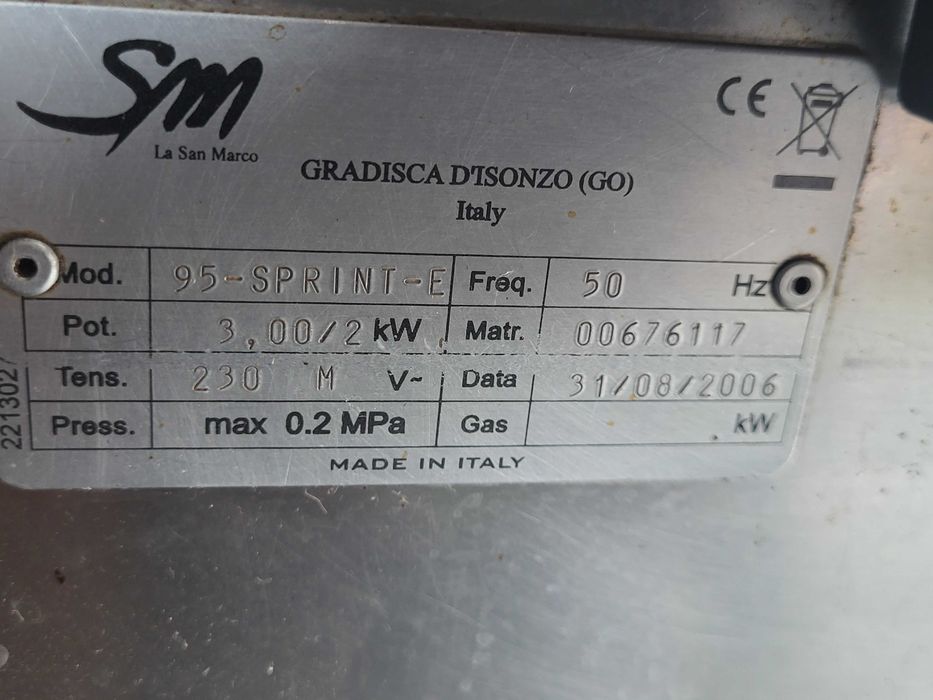 SM
La San Marco
CE
GRADISCA D'ISONZO (GO)
Italy
Mod. 95-SPRINT-E Freq. 50 Hz
Pot. 3,00/2 kW Matr. 00676117
Tens. 230 M V~ Data 31/08/2006
Press. max 0.2 MPa Gas kW
MADE IN ITALY
221302